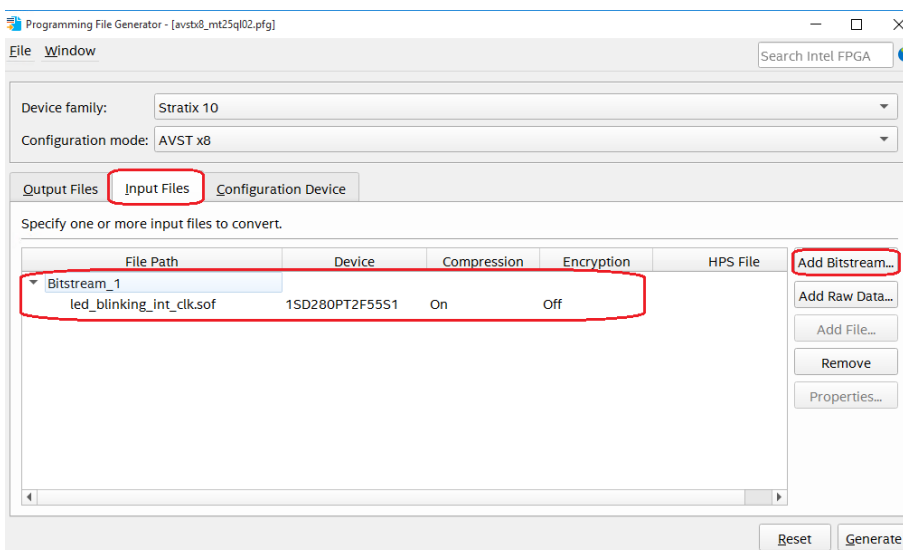 Programming File Generator - [avstx8_mt25ql02.pfg]
File Window
Search Intel FPGA
Device family: Stratix 10
Configuration mode: AVST x8
Output Files Input Files Configuration Device
Specify one or more input files to convert.
File Path Device Compression Encryption HPS File Add Bitstream...
Bitstream_1
led_blinking_int_clk.sof 1SD280PT2F55S1 On Off Add Raw Data...
Add File...
Remove
Properties...
Reset Generate